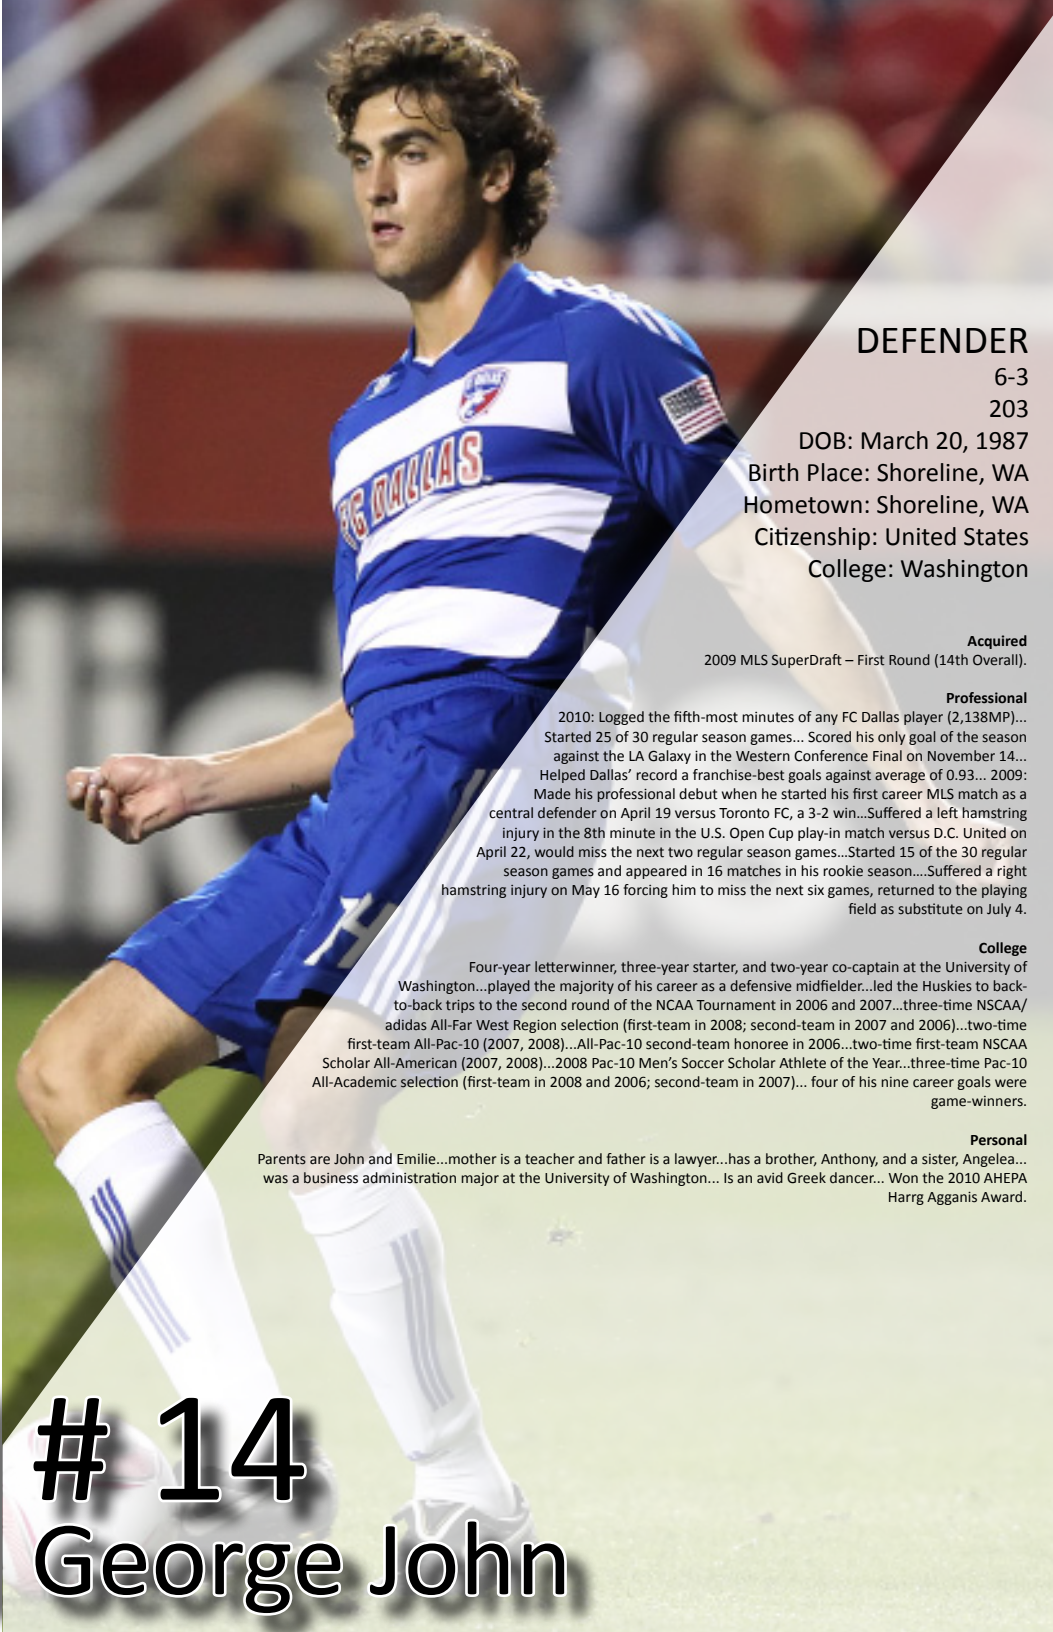 FC DALLAS
14
DEFENDER
6-3
203
DOB: March 20, 1987
Birth Place: Shoreline, WA
Hometown: Shoreline, WA
Citizenship: United States
College: Washington
Acquired
2009 MLS SuperDraft – First Round (14th Overall).
Professional
2010: Logged the fifth-most minutes of any FC Dallas player (2,138MP)...
Started 25 of 30 regular season games... Scored his only goal of the season
against the LA Galaxy in the Western Conference Final on November 14...
Helped Dallas’ record a franchise-best goals against average of 0.93... 2009:
Made his professional debut when he started his first career MLS match as a
central defender on April 19 versus Toronto FC, a 3-2 win...Suffered a left hamstring
injury in the 8th minute in the U.S. Open Cup play-in match versus D.C. United on
April 22, would miss the next two regular season games...Started 15 of the 30 regular
season games and appeared in 16 matches in his rookie season....Suffered a right
hamstring injury on May 16 forcing him to miss the next six games, returned to the playing
field as substitute on July 4.
College
Four-year letterwinner, three-year starter, and two-year co-captain at the University of
Washington...played the majority of his career as a defensive midfielder...led the Huskies to back-
to-back trips to the second round of the NCAA Tournament in 2006 and 2007...three-time NSCAA/
adidas All-Far West Region selection (first-team in 2008; second-team in 2007 and 2006)...two-time
first-team All-Pac-10 (2007, 2008)...All-Pac-10 second-team honoree in 2006...two-time first-team NSCAA
Scholar All-American (2007, 2008)...2008 Pac-10 Men’s Soccer Scholar Athlete of the Year...three-time Pac-10
All-Academic selection (first-team in 2008 and 2006; second-team in 2007)... four of his nine career goals were
game-winners.
Personal
Parents are John and Emilie...mother is a teacher and father is a lawyer...has a brother, Anthony, and a sister, Angelea...
was a business administration major at the University of Washington... Is an avid Greek dancer... Won the 2010 AHEPA
Harrg Agganis Award.
# 14
George John